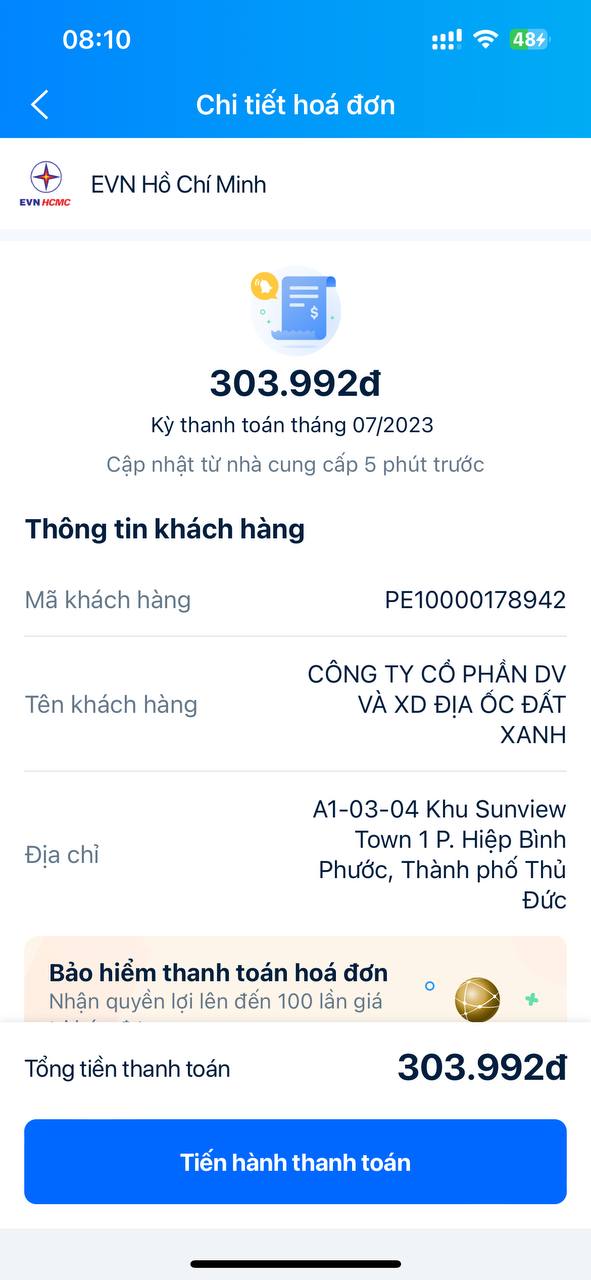 08:10
48
Chi tiết hoá đơn
EVN HCMC
EVN Hồ Chí Minh
$
303.992đ
Kỳ thanh toán tháng 07/2023
Cập nhật từ nhà cung cấp 5 phút trước
Thông tin khách hàng
Mã khách hàng
PE10000178942
Tên khách hàng
CÔNG TY CỔ PHẦN DV
VÀ XD ĐỊA ỐC ĐẤT
XANH
Địa chỉ
A1-03-04 Khu Sunview
Town 1 P. Hiệp Bình
Phước, Thành phố Thủ
Đức
Bảo hiểm thanh toán hoá đơn
Nhận quyền lợi lên đến 100 lần giá
Tổng tiền thanh toán
303.992đ
Tiến hành thanh toán